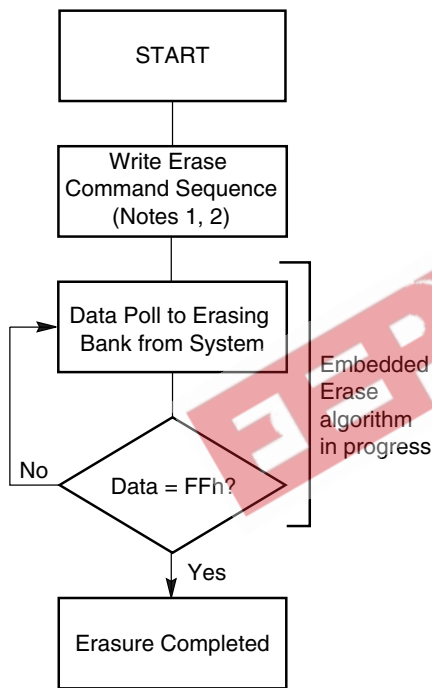 START
Write Erase
Command Sequence
(Notes 1, 2)
Data Poll to Erasing
Bank from System
Embedded
Erase
algorithm
in progress
No
Data = FFh?
Yes
Erasure Completed